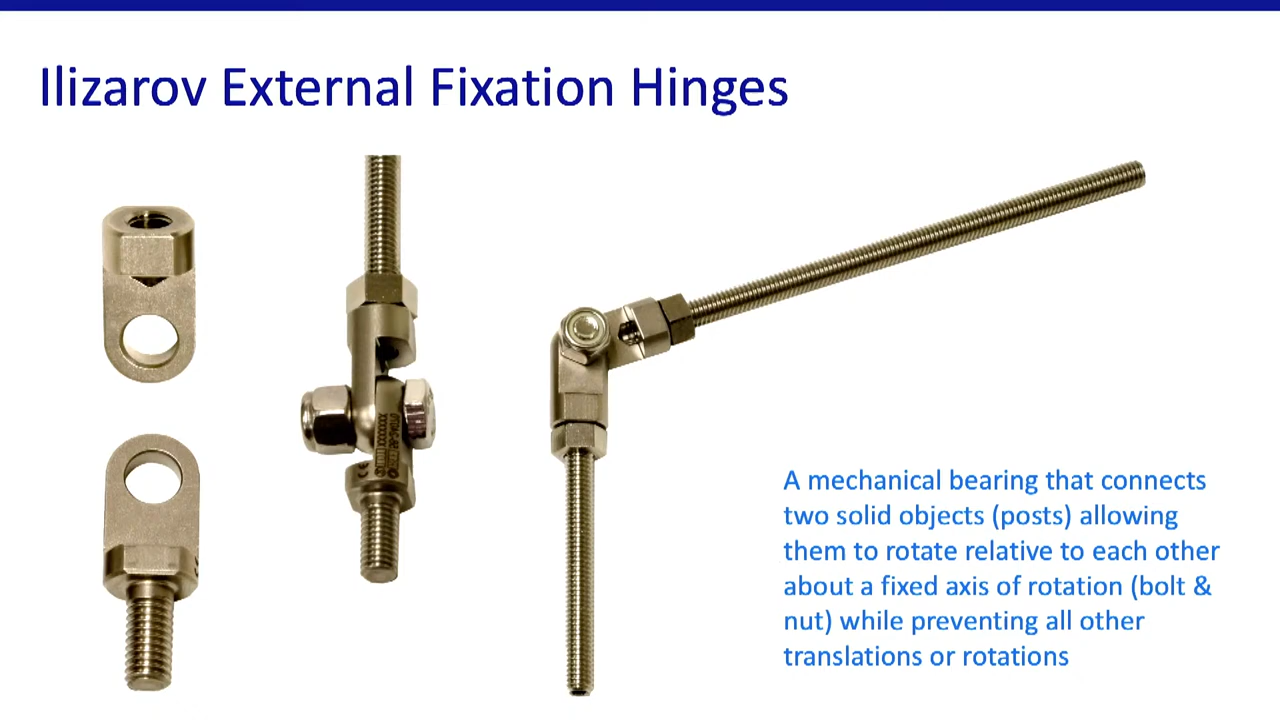 Ilizarov External Fixation Hinges
A mechanical bearing that connects
two solid objects (posts) allowing
them to rotate relative to each other
about a fixed axis of rotation (bolt &
nut) while preventing all other
translations or rotations